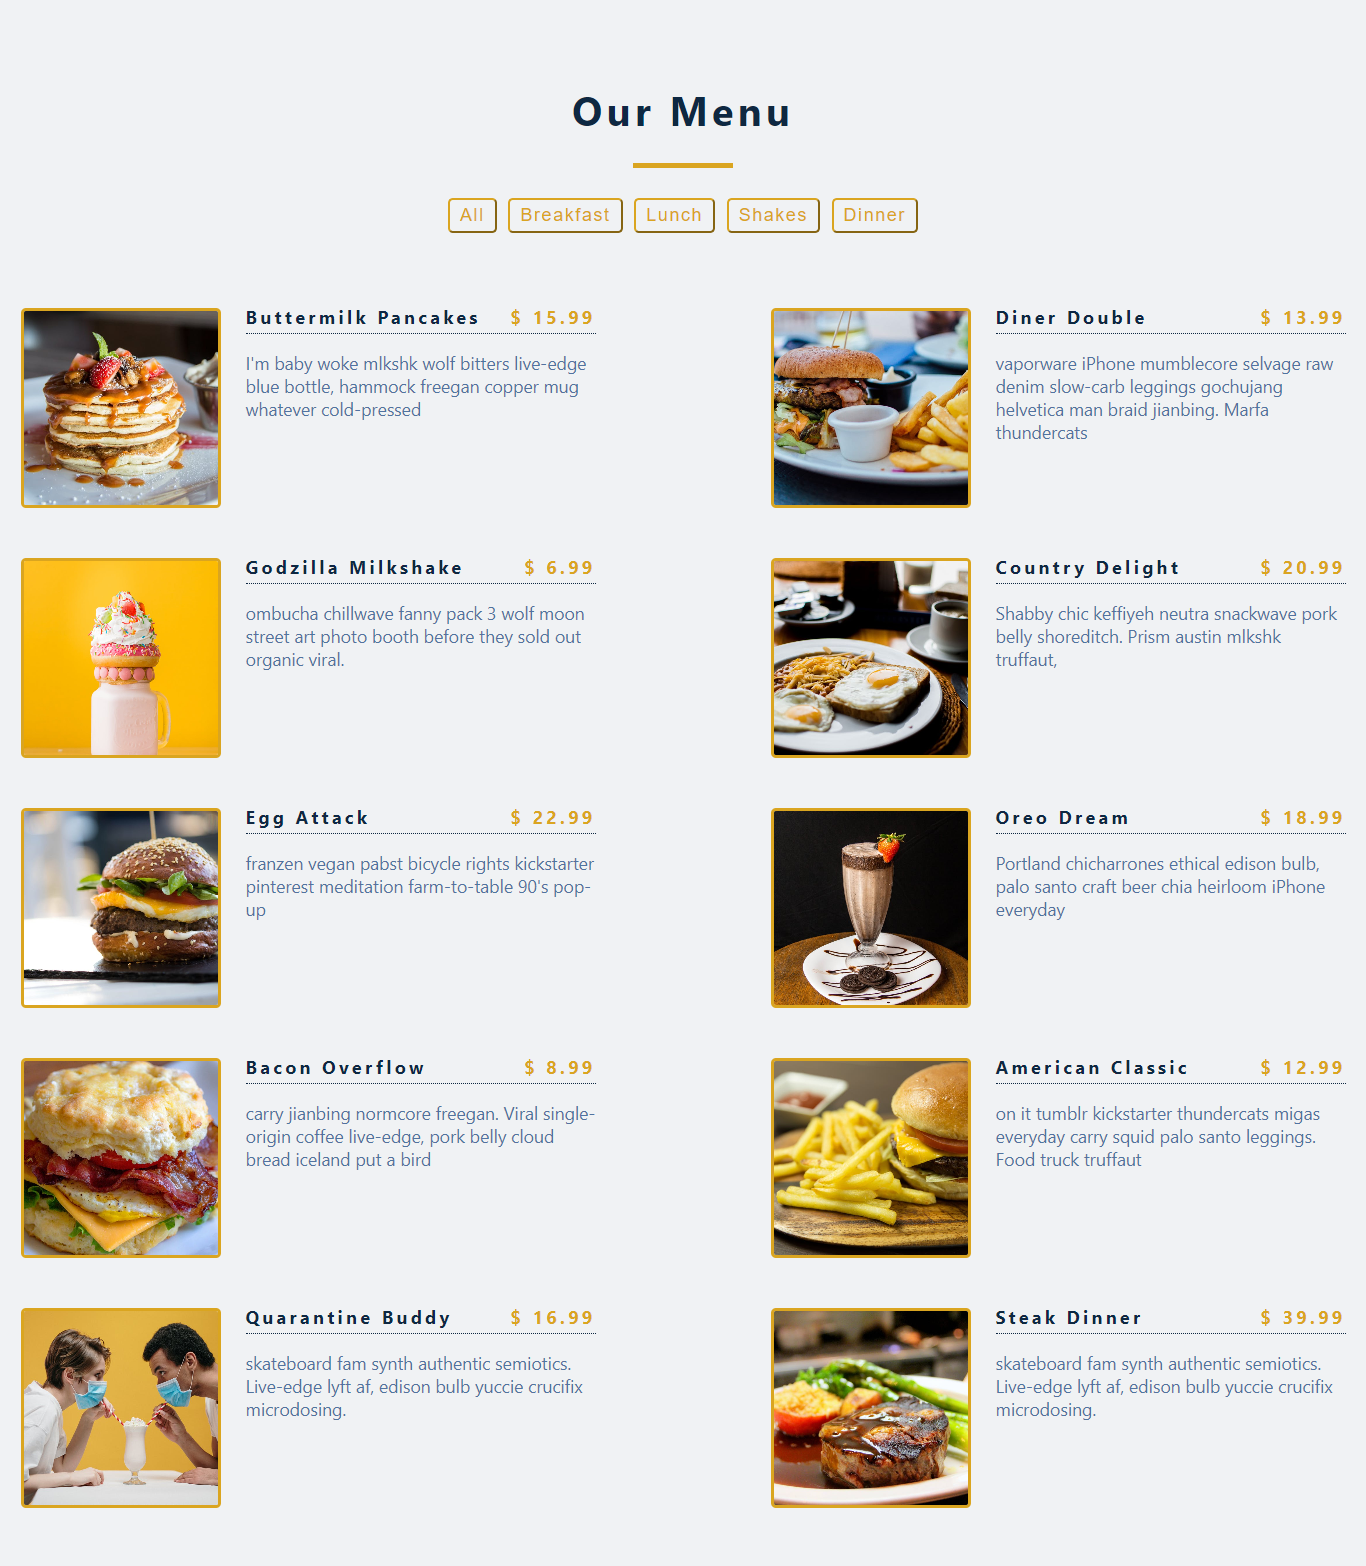 Our Menu
All Breakfast Lunch Shakes Dinner
Buttermilk Pancakes $ 15.99
I'm baby woke mlkshk wolf bitters live-edge
blue bottle, hammock freegan copper mug
whatever cold-pressed
Diner Double $ 13.99
vaporware iPhone mumblecore selvage raw
denim slow-carb leggings gochujang
helvetica man braid jianbing. Marfa
thundercats
Godzilla Milkshake $ 6.99
ombucha chillwave fanny pack 3 wolf moon
street art photo booth before they sold out
organic viral.
Country Delight $ 20.99
Shabby chic keffiyeh neutra snackwave pork
belly shoreditch. Prism austin mlkshk
truffaut,
Egg Attack $ 22.99
franzen vegan pabst bicycle rights kickstarter
pinterest meditation farm-to-table 90's pop-
up
Oreo Dream $ 18.99
Portland chicharrones ethical edison bulb,
palo santo craft beer chia heirloom iPhone
everyday
Bacon Overflow $ 8.99
carry jianbing normcore freegan. Viral single-
origin coffee live-edge, pork belly cloud
bread iceland put a bird
American Classic $ 12.99
on it tumblr kickstarter thundercats migas
everyday carry squid palo santo leggings.
Food truck truffaut
Quarantine Buddy $ 16.99
skateboard fam synth authentic semiotics.
Live-edge lyft af, edison bulb yuccie crucifix
microdosing.
Steak Dinner $ 39.99
skateboard fam synth authentic semiotics.
Live-edge lyft af, edison bulb yuccie crucifix
microdosing.